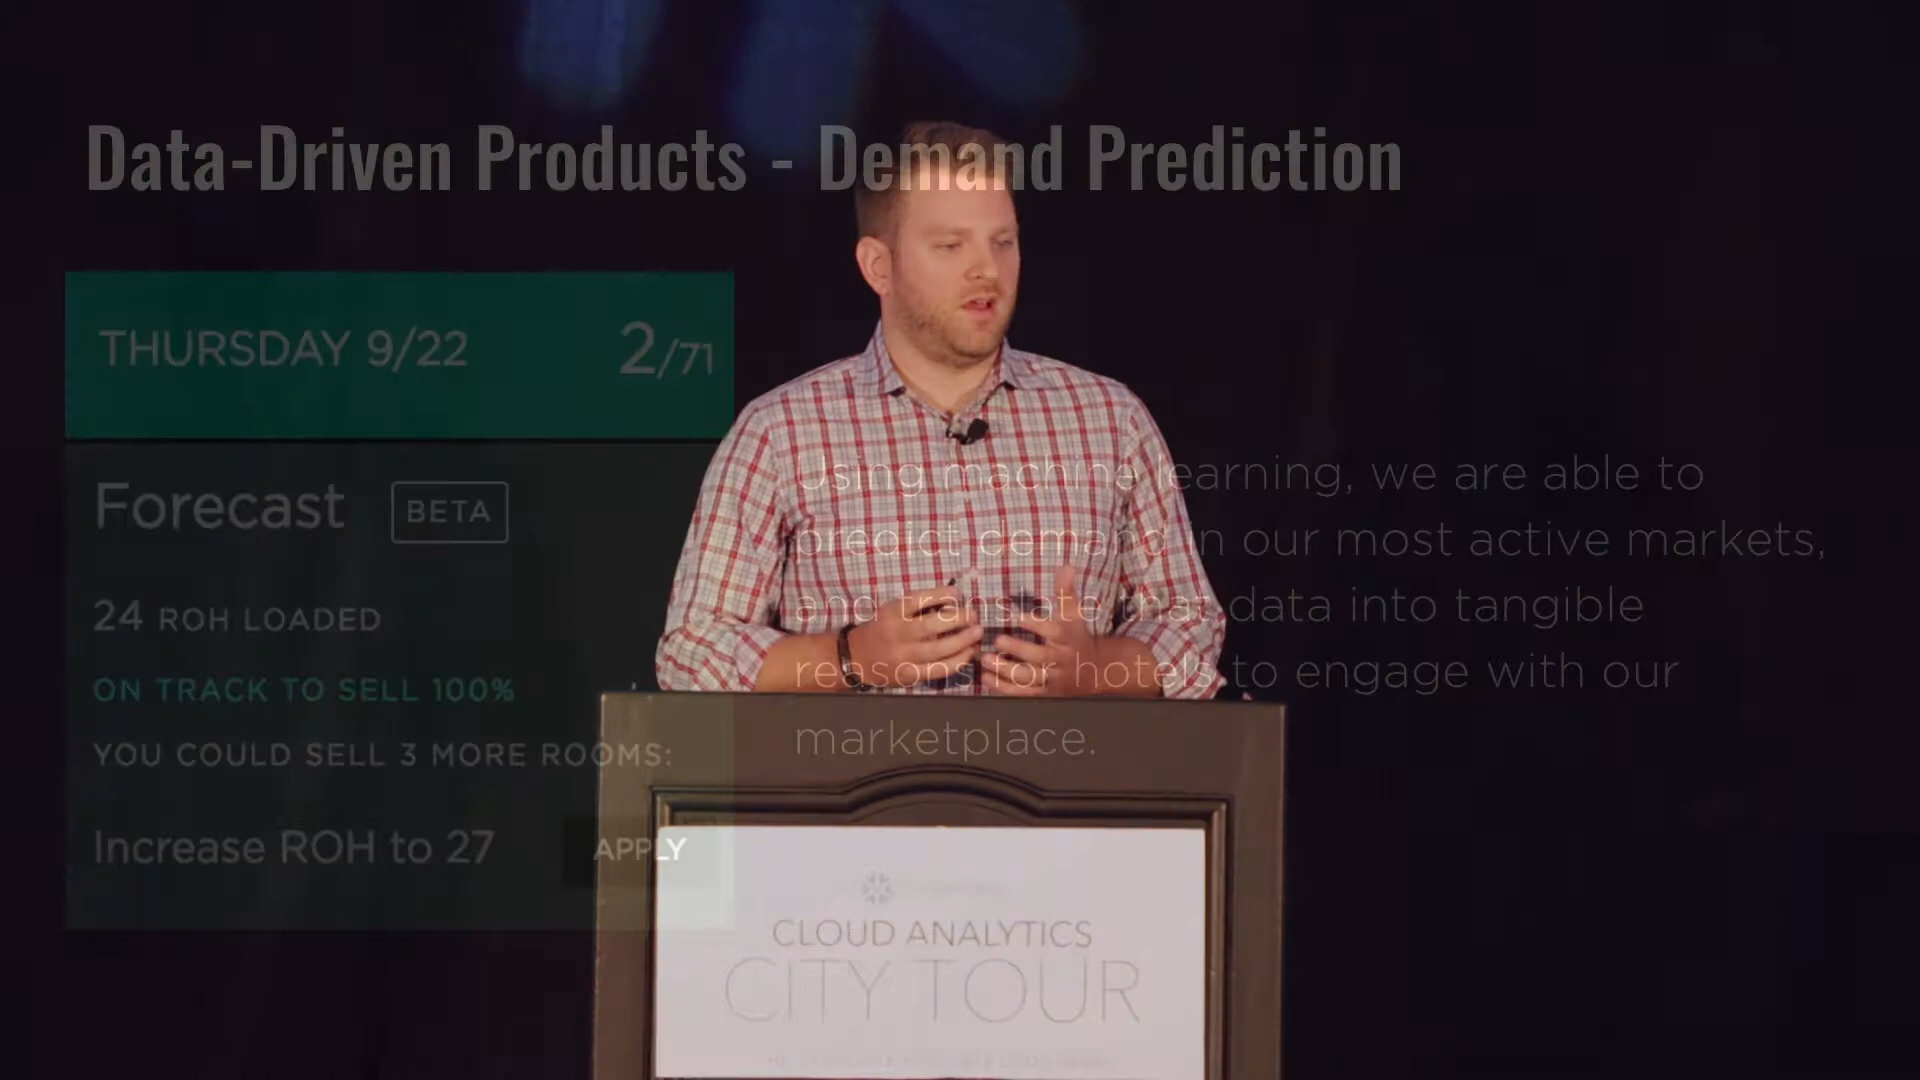 Data-Driven Products - Demand Prediction
THURSDAY 9/22 2/71
Forecast BETA
24 ROH LOADED
ON TRACK TO SELL 100%
YOU COULD SELL 3 MORE ROOMS:
Increase ROH to 27 APPLY
Using machine learning, we are able to
predict demand in our most active markets,
and translate that data into tangible
reasons for hotels to engage with our
marketplace.
CLOUD ANALYTICS
CITY TOUR